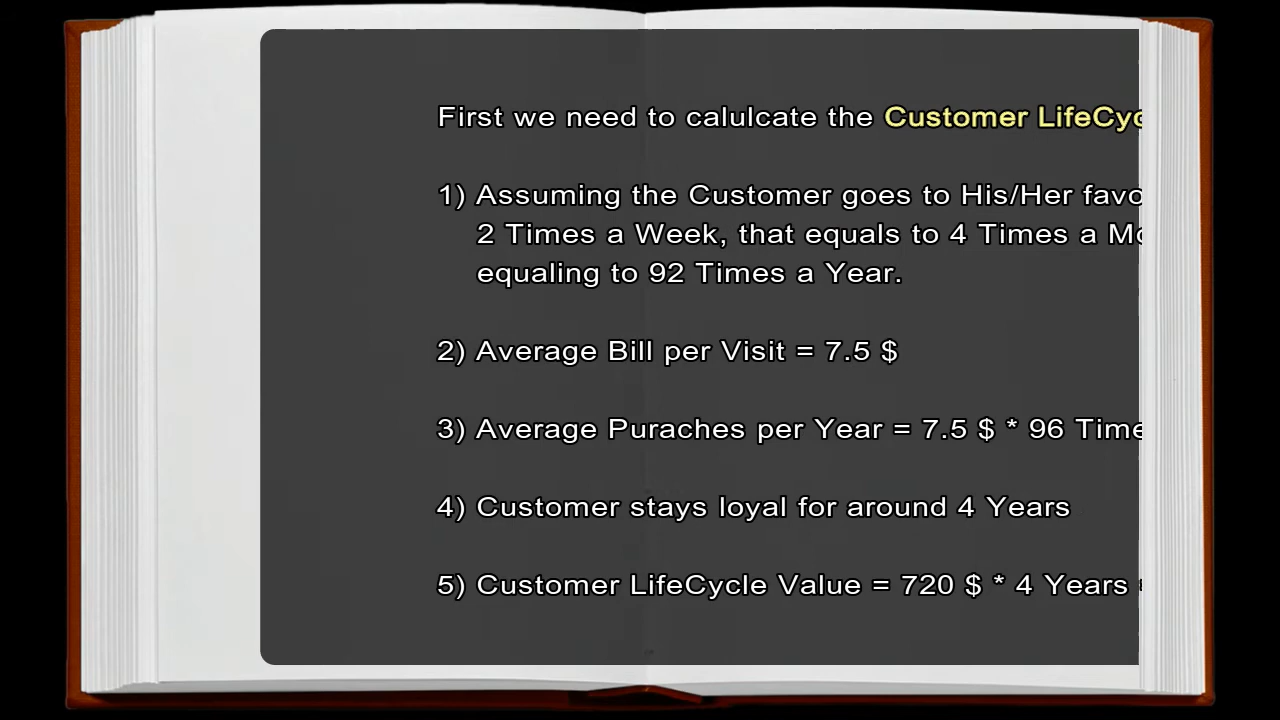 First we need to calulcate the Customer LifeCyc
1) Assuming the Customer goes to His/Her favo
2 Times a Week, that equals to 4 Times a Mo
equaling to 92 Times a Year.
2) Average Bill per Visit = 7.5 $
3) Average Puraches per Year = 7.5 $ * 96 Time
4) Customer stays loyal for around 4 Years
5) Customer LifeCycle Value = 720 $ * 4 Years =